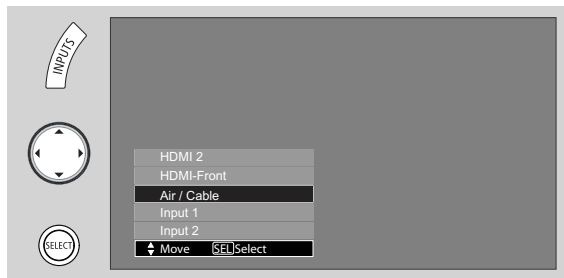 INPUTS
HDMI 2
HDMI-Front
Air / Cable
Input 1
Input 2
Move SEL Select
SELECT